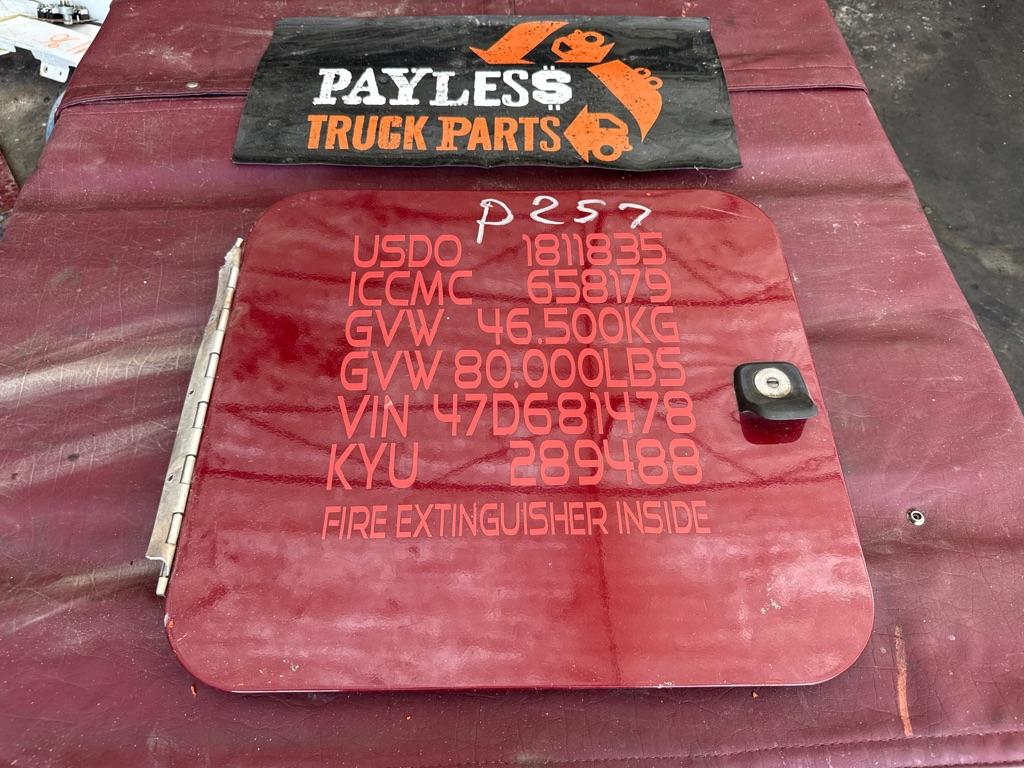 PAYLES$
TRUCK PARTS
P257
USDO 1811835
ICCMC 658179
GVW 46.500KG
GVW 80.000LBS
VIN 47D681478
KYU 289488
FIRE EXTINGUISHER INSIDE